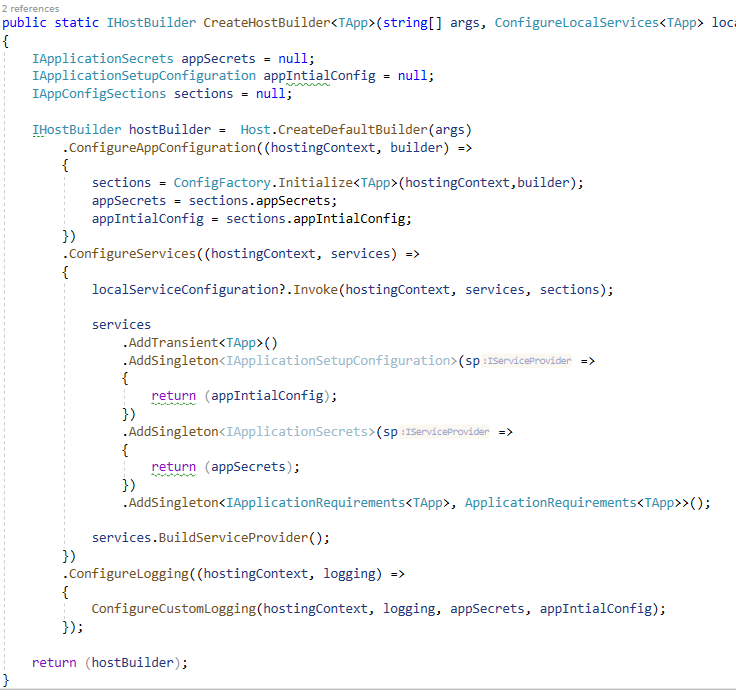 2 references
public static IHostBuilder CreateHostBuilder<TApp>(string[] args, ConfigureLocalServices<TApp> loca
{
    IApplicationSecrets appSecrets = null;
    IApplicationSetupConfiguration appIntialConfig = null;
    IAppConfigSections sections = null;

    IHostBuilder hostBuilder =  Host.CreateDefaultBuilder(args)
        .ConfigureAppConfiguration((hostingContext, builder) =>
        {
            sections = ConfigFactory.Initialize<TApp>(hostingContext,builder);
            appSecrets = sections.appSecrets;
            appIntialConfig = sections.appIntialConfig;
        })
        .ConfigureServices((hostingContext, services) =>
        {
            localServiceConfiguration?.Invoke(hostingContext, services, sections);

            services
                .AddTransient<TApp>()
                .AddSingleton<IApplicationSetupConfiguration>(sp :IServiceProvider =>
                {
                    return (appIntialConfig);
                })
                .AddSingleton<IApplicationSecrets>(sp :IServiceProvider =>
                {
                    return (appSecrets);
                })
                .AddSingleton<IApplicationRequirements<TApp>, ApplicationRequirements<TApp>>();

            services.BuildServiceProvider();
        })
        .ConfigureLogging((hostingContext, logging) =>
        {
            ConfigureCustomLogging(hostingContext, logging, appSecrets, appIntialConfig);
        });

    return (hostBuilder);
}